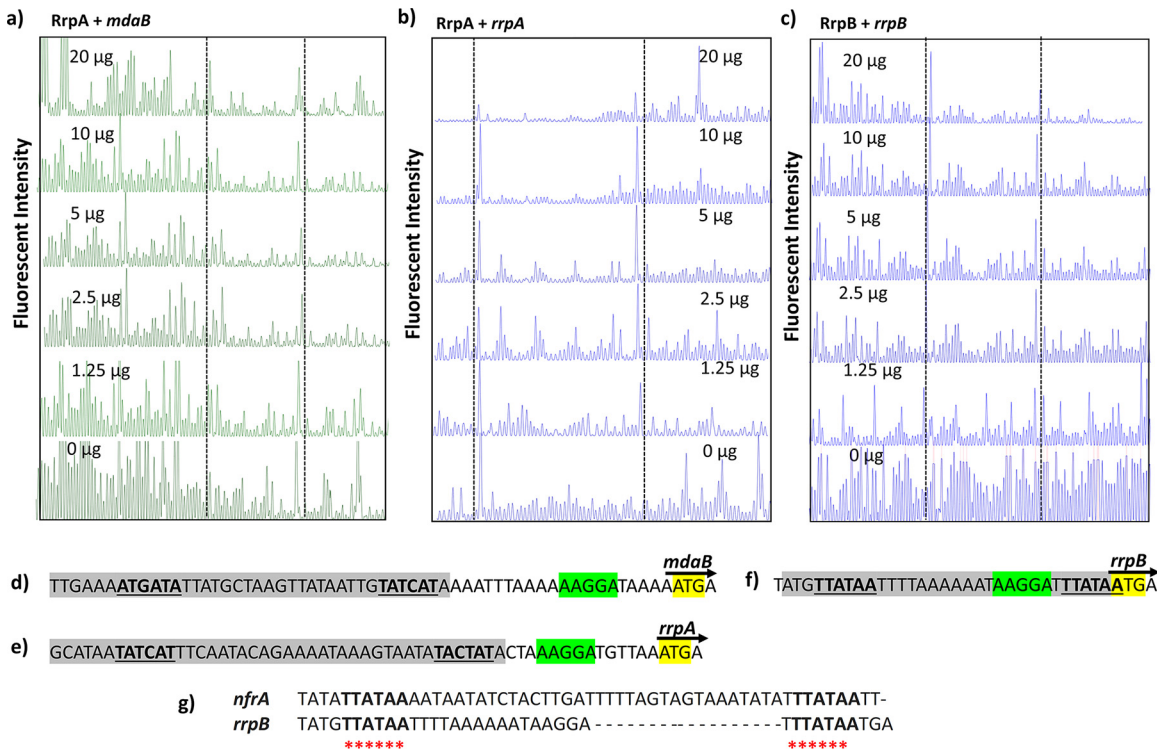 a)
RrpA + mdaB
20 µg
10 µg
5 µg
2.5 µg
1.25 µg
0 µg
Fluorescent Intensity
b)
RrpA + rrpA
20 µg
10 µg
5 µg
2.5 µg
1.25 µg
0 µg
Fluorescent Intensity
c)
RrpB + rrpB
20 µg
10 µg
5 µg
2.5 µg
1.25 µg
0 µg
Fluorescent Intensity
mdaB
d) TTGAAAATGATATTATGCTAAGTTATAATTGTATCATAAAATTTAAAAAAGGATAAAAATGA
rrpB
f) TATGTTATAATTTTAAAAAATAAGGATTTATAATGA
rrpA
e) GCATAATATCATTTCAATACAGAAAATAAAGTAATATACTATACTAAAGGATGTTAAATGA
g)
nfrA TATATTATAAAATAATATCTACTTGATTTTTAGTAGTAAATATATTTATAATT-
rrpB TATGTTATAATTTTAAAAAATAAGGA- - - - - - - - - - - - - - - - - -TTTATAATGA
****** ******